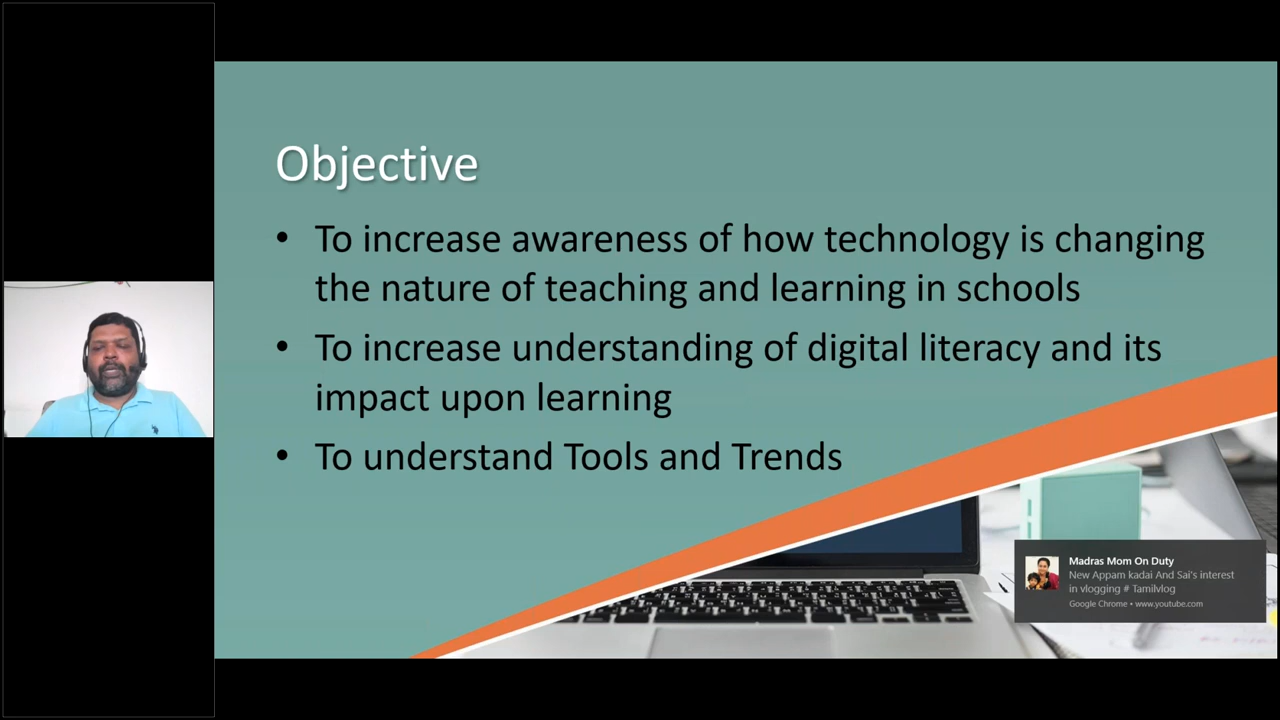 Objective
• To increase awareness of how technology is changing
the nature of teaching and learning in schools
• To increase understanding of digital literacy and its
impact upon learning
• To understand Tools and Trends
Madras Mom On Duty
New Appam kadai And Sai's interest
in vlogging # Tamilvlog
Google Chrome • www.youtube.com